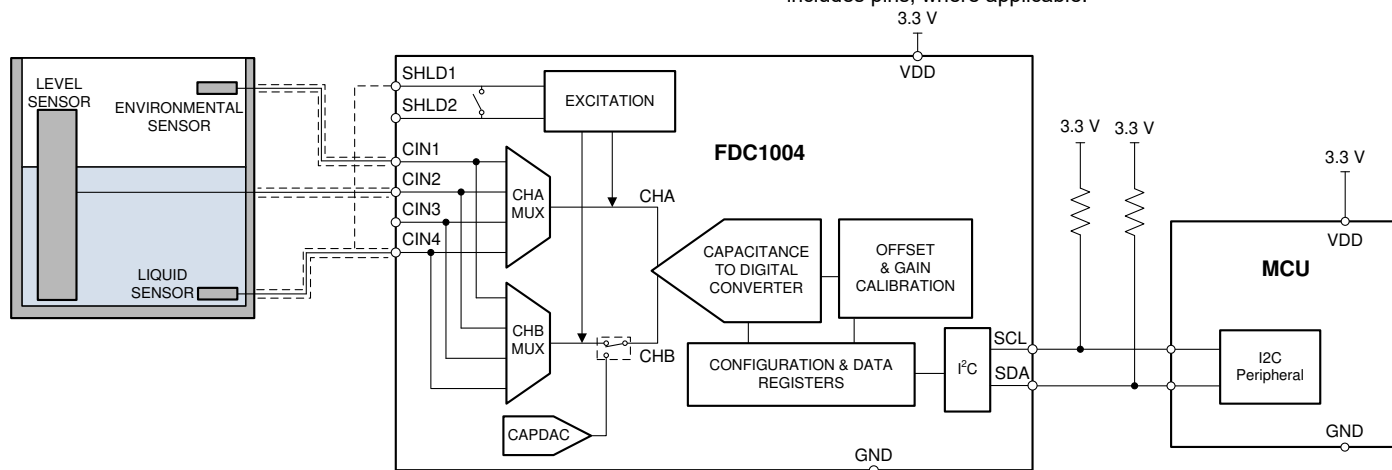 includes pins, where applicable.
3.3 V
VDD
SHLD1
SHLD2
EXCITATION
LEVEL
SENSOR
ENVIRONMENTAL
SENSOR
LIQUID
SENSOR
CIN1
CIN2
CIN3
CIN4
CHA
MUX
CHA
CHB
MUX
CHB
CAPDAC
FDC1004
CAPACITANCE
TO DIGITAL
CONVERTER
OFFSET
& GAIN
CALIBRATION
CONFIGURATION & DATA
REGISTERS
I²C
SCL
SDA
GND
3.3 V
3.3 V
3.3 V
VDD
MCU
I2C
Peripheral
GND